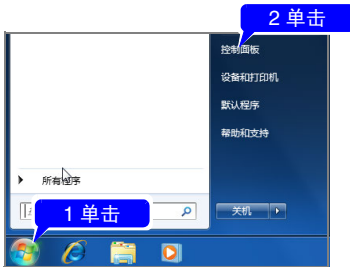 2 单击
控制面板
设备和打印机
默认程序
帮助和支持
所有程序
1 单击
关机